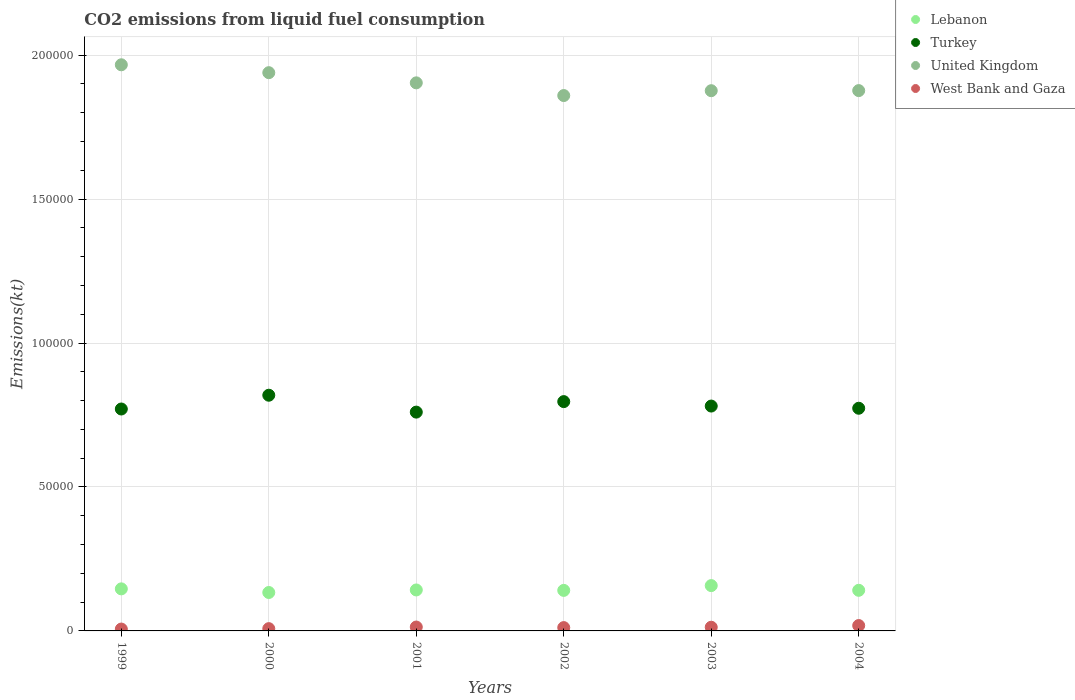 CO2 emissions from liquid fuel consumption
Lebanon
Turkey
United Kingdom
West Bank and Gaza
200000
150000
100000
50000
0
Emissions(kt)
1999
2000
2001
2002
2003
2004
Years